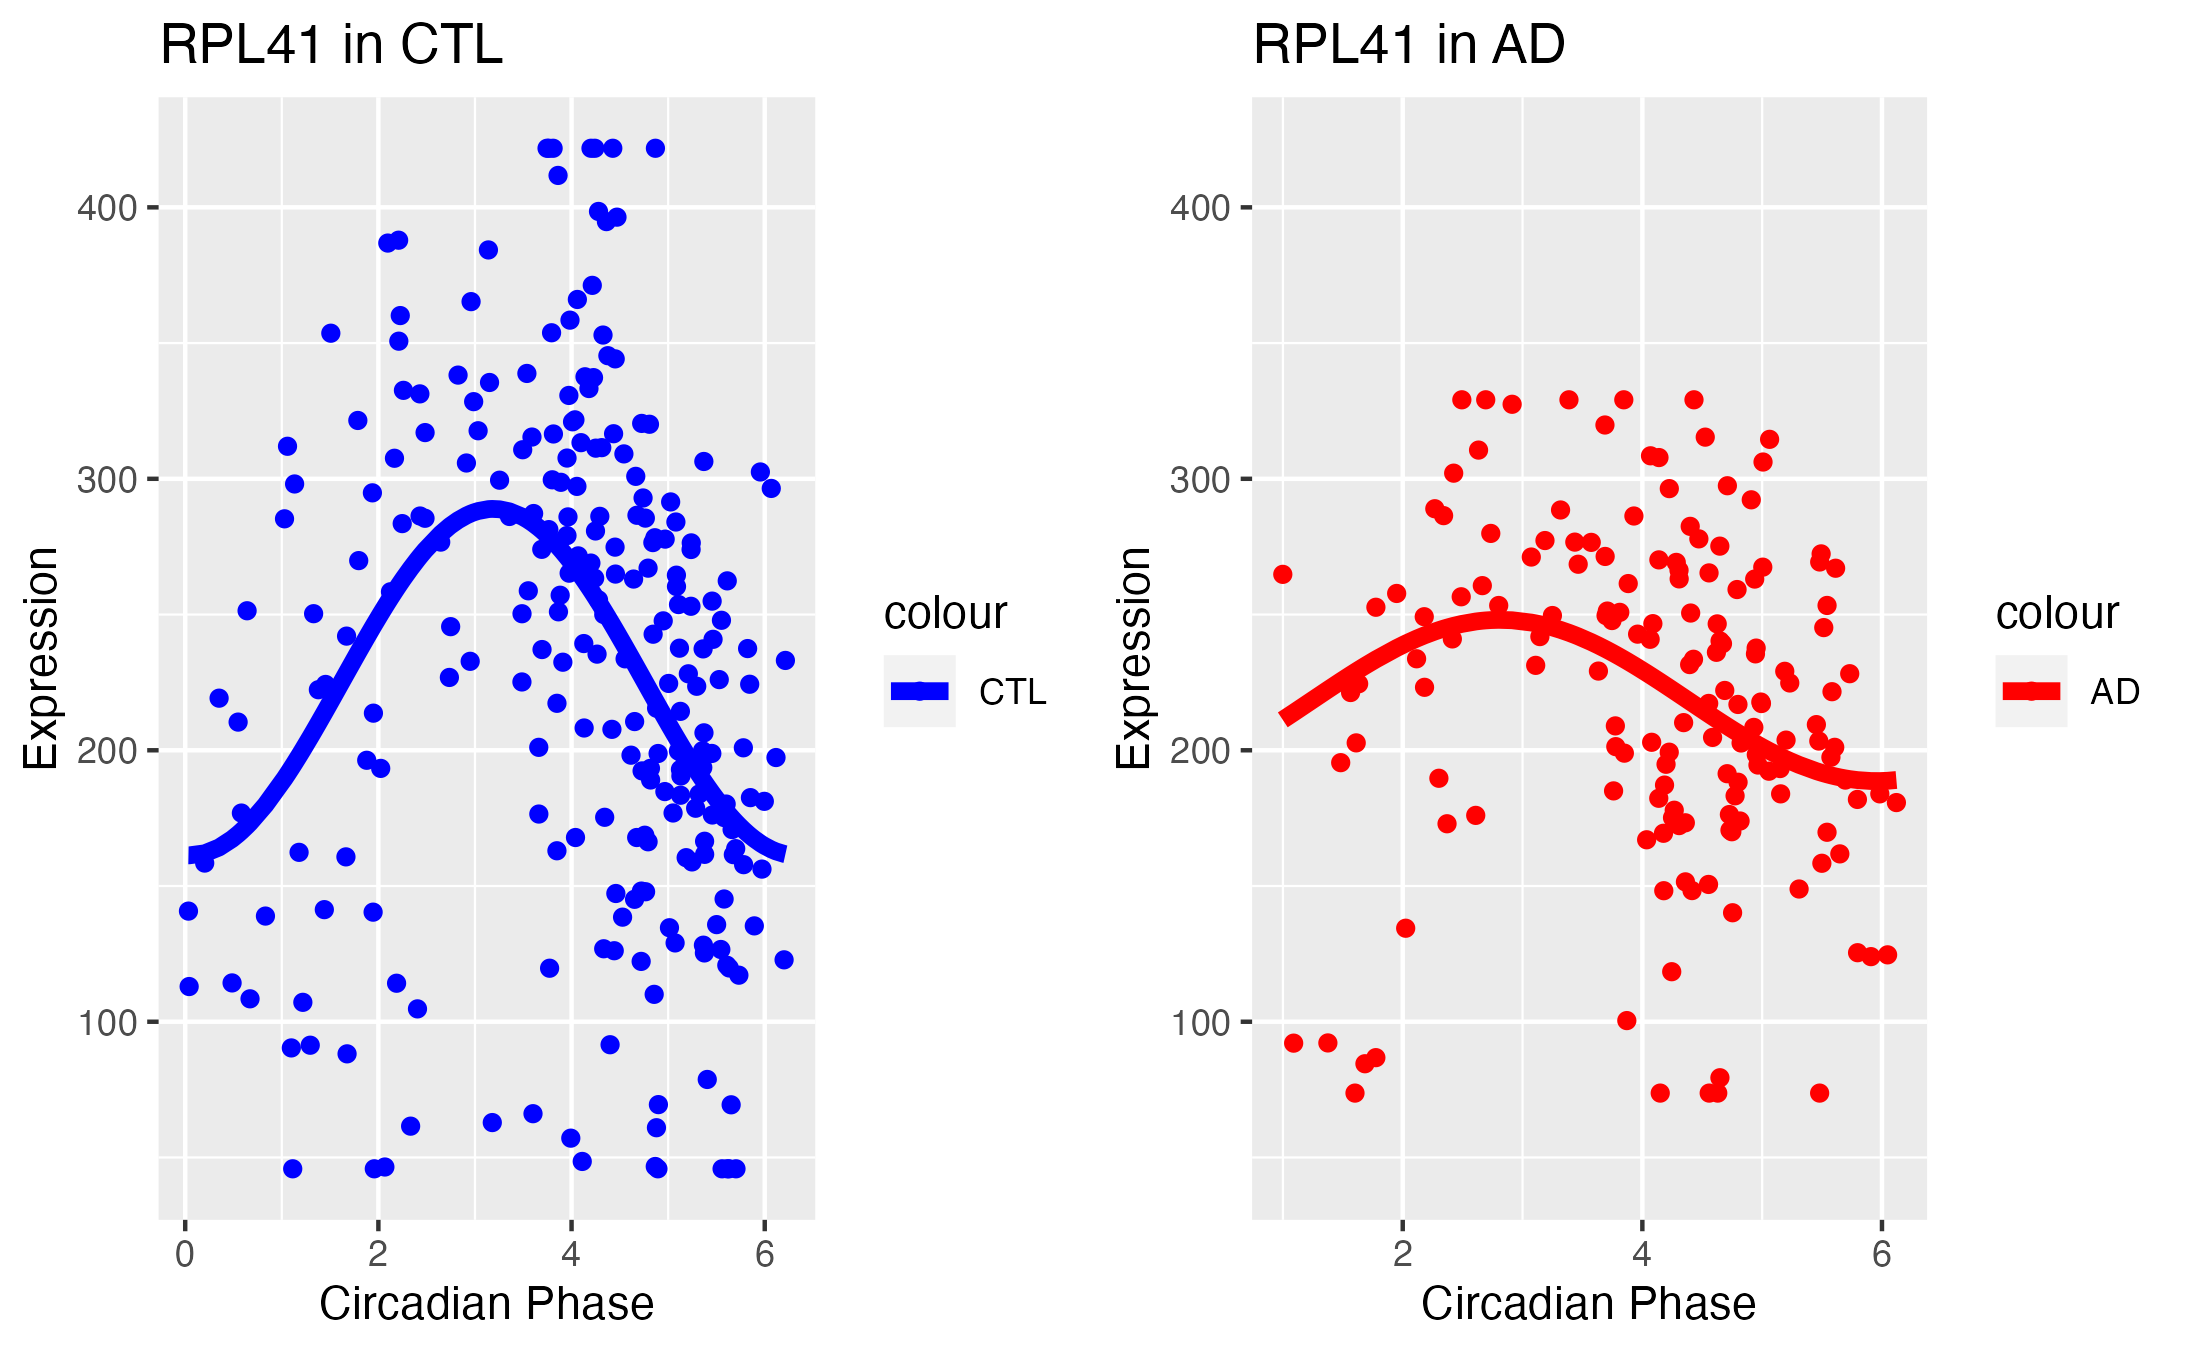 RPL41 in CTL
Expression
400
300
200
100
0 2 4 6
Circadian Phase
colour
CTL
RPL41 in AD
Expression
400
300
200
100
2 4 6
Circadian Phase
colour
AD